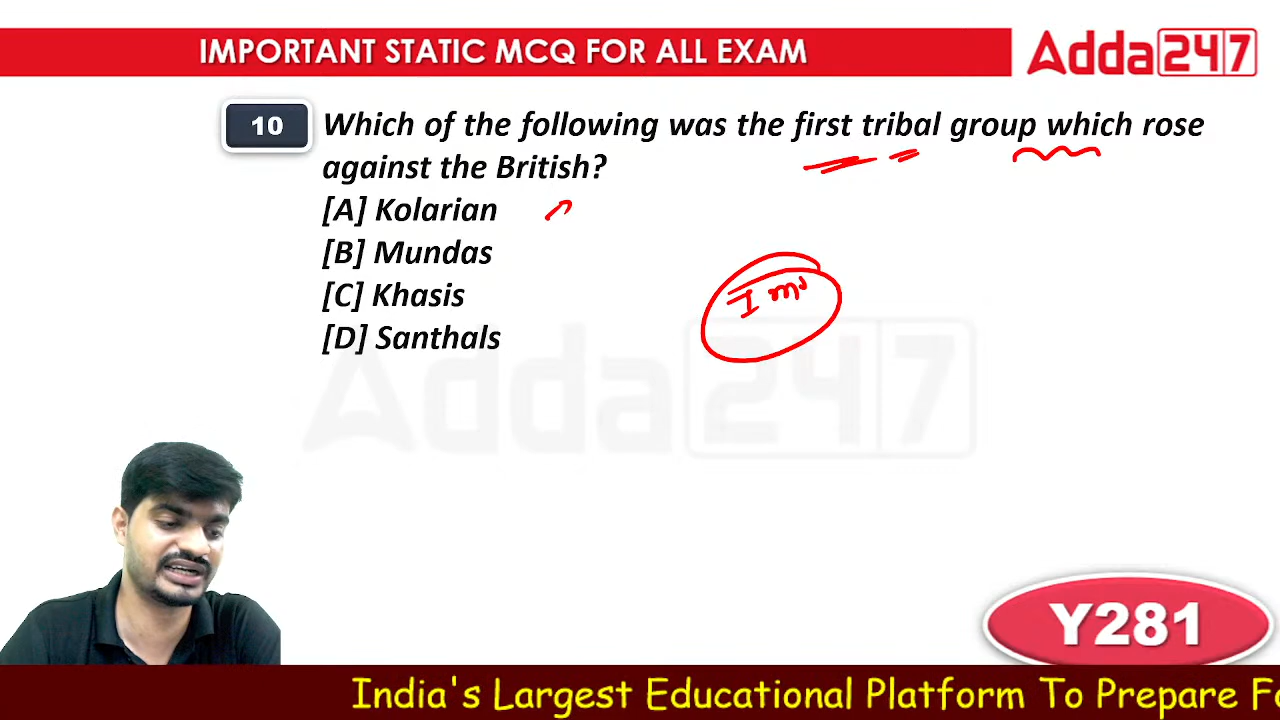 IMPORTANT STATIC MCQ FOR ALL EXAM
Adda247
10
Which of the following was the first tribal group which rose
against the British?
[A] Kolarian
[B] Mundas
[C] Khasis
[D] Santhals
I
Adda247
Y281
India's Largest Educational Platform To Prepare